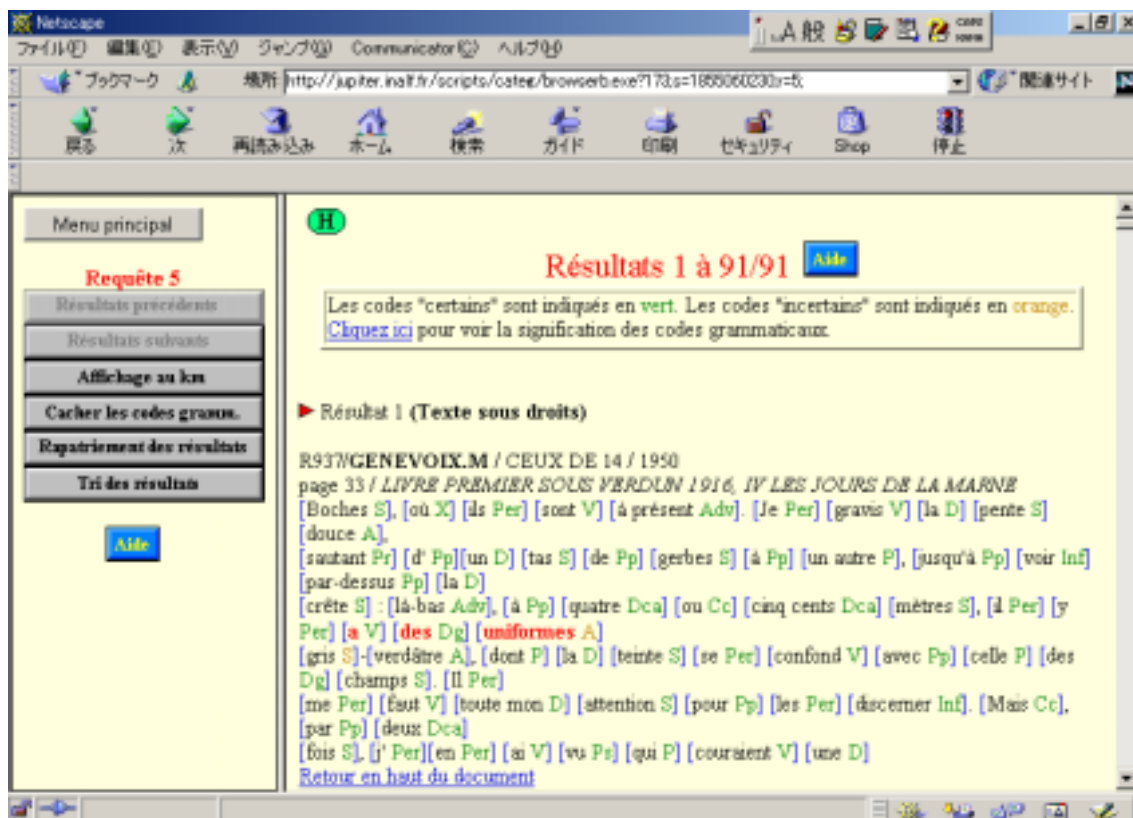 Netscape
般
ファイル(F) 編集(E) 表示(V) ジャンプ(G) Communicator(C) ヘルプ(H)
ブックマーク 場所 http://jupiter.inalf.fr/scripts/categ/browserb.exe?173;s=1855060230;r=5; 関連サイト
戻る 次 再読み込み ホーム 検索 ガイド 印刷 セキュリティ Shop 停止
Menu principal
Requête 5
Résultats précédents
Résultats suivants
Affichage au km
Cacher les codes gramm.
Rapatriement des résultats
Tri des résultats
Aide
H
Résultats 1 à 91/91 Aide
Les codes "certains" sont indiqués en vert. Les codes "incertains" sont indiqués en orange.
Cliquez ici pour voir la signification des codes grammaticaux.
Résultat 1 (Texte sous droits)
R937/GENEVOIX.M / CEUX DE 14 / 1950
page 33 / LIVRE PREMIER SOUS VERDUN 1916, IV LES JOURS DE LA MARNE
[Boches S], [où X] [ils Per] [sont V] [à présent Adv]. [Je Per] [gravis V] [la D] [pente S]
[douce A],
[sautant Pr] [d' Pp][un D] [tas S] [de Pp] [gerbes S] [à Pp] [un autre P], [jusqu'à Pp] [voir Inf]
[par-dessus Pp] [la D]
[crête S] : [là-bas Adv], [à Pp] [quatre Dca] [ou Cc] [cinq cents Dca] [mètres S], [il Per] [y
Per] [a V] [des Dg] [uniformes A]
[gris S]-[verdâtre A], [dont P] [la D] [teinte S] [se Per] [confond V] [avec Pp] [celle P] [des
Dg] [champs S]. [Il Per]
[me Per] [faut V] [toute mon D] [attention S] [pour Pp] [les Per] [discerner Inf]. [Mais Cc],
[par Pp] [deux Dca]
[fois S], [j' Per][en Per] [ai V] [vu Ps] [qui P] [couraient V] [une D]
Retour en haut du document